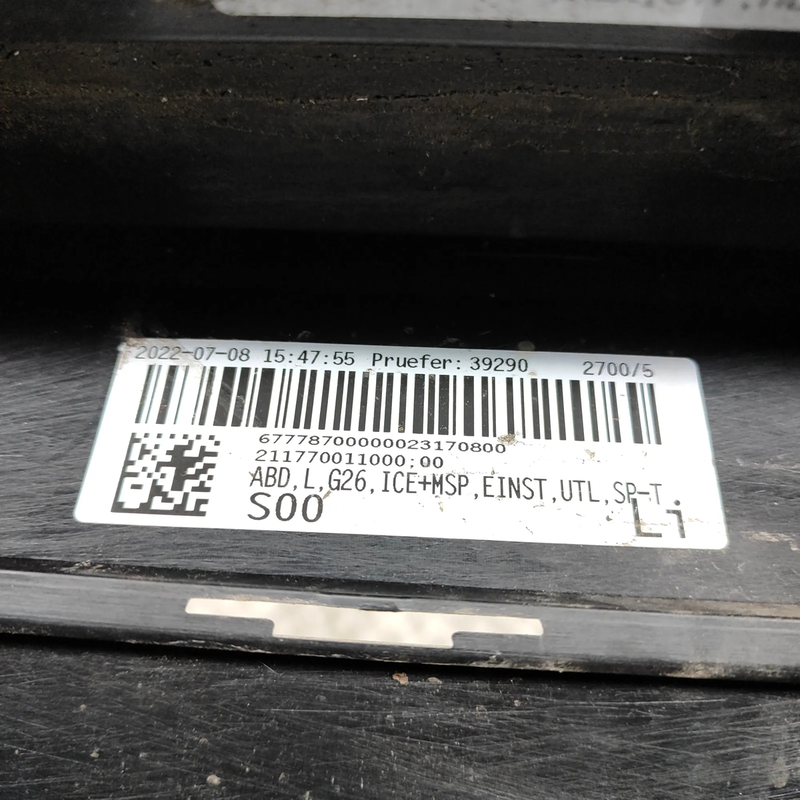 2022-07-08 15:47:55 Pruefer: 39290 2700/5
67778700000023170800
211770011000;00
ABD,L,G26,ICE+MSP,EINST,UTL,SP-T
S00 Li